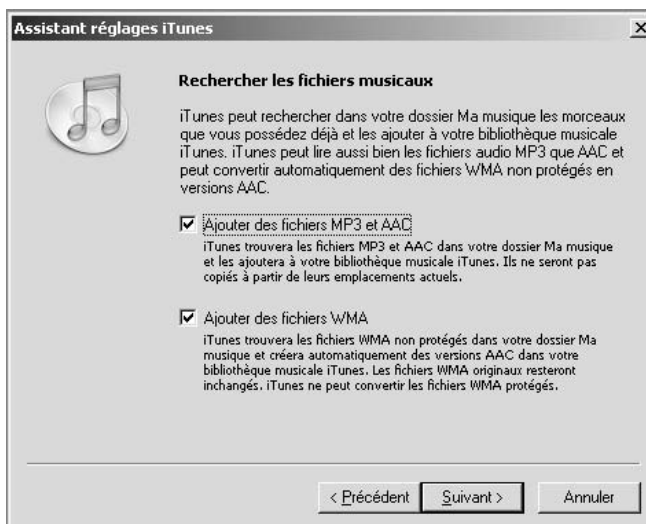 Assistant réglages iTunes
Rechercher les fichiers musicaux
iTunes peut rechercher dans votre dossier Ma musique les morceaux
que vous possédez déjà et les ajouter à votre bibliothèque musicale
iTunes. iTunes peut lire aussi bien les fichiers audio MP3 que AAC et
peut convertir automatiquement des fichiers WMA non protégés en
versions AAC.
Ajouter des fichiers MP3 et AAC
iTunes trouvera les fichiers MP3 et AAC dans votre dossier Ma musique
et les ajoutera à votre bibliothèque musicale iTunes. Ils ne seront pas
copiés à partir de leurs emplacements actuels.
Ajouter des fichiers WMA
iTunes trouvera les fichiers WMA non protégés dans votre dossier Ma
musique et créera automatiquement des versions AAC dans votre
bibliothèque musicale iTunes. Les fichiers WMA originaux resteront
inchangés. iTunes ne peut convertir les fichiers WMA protégés.
< Précédent Suivant > Annuler